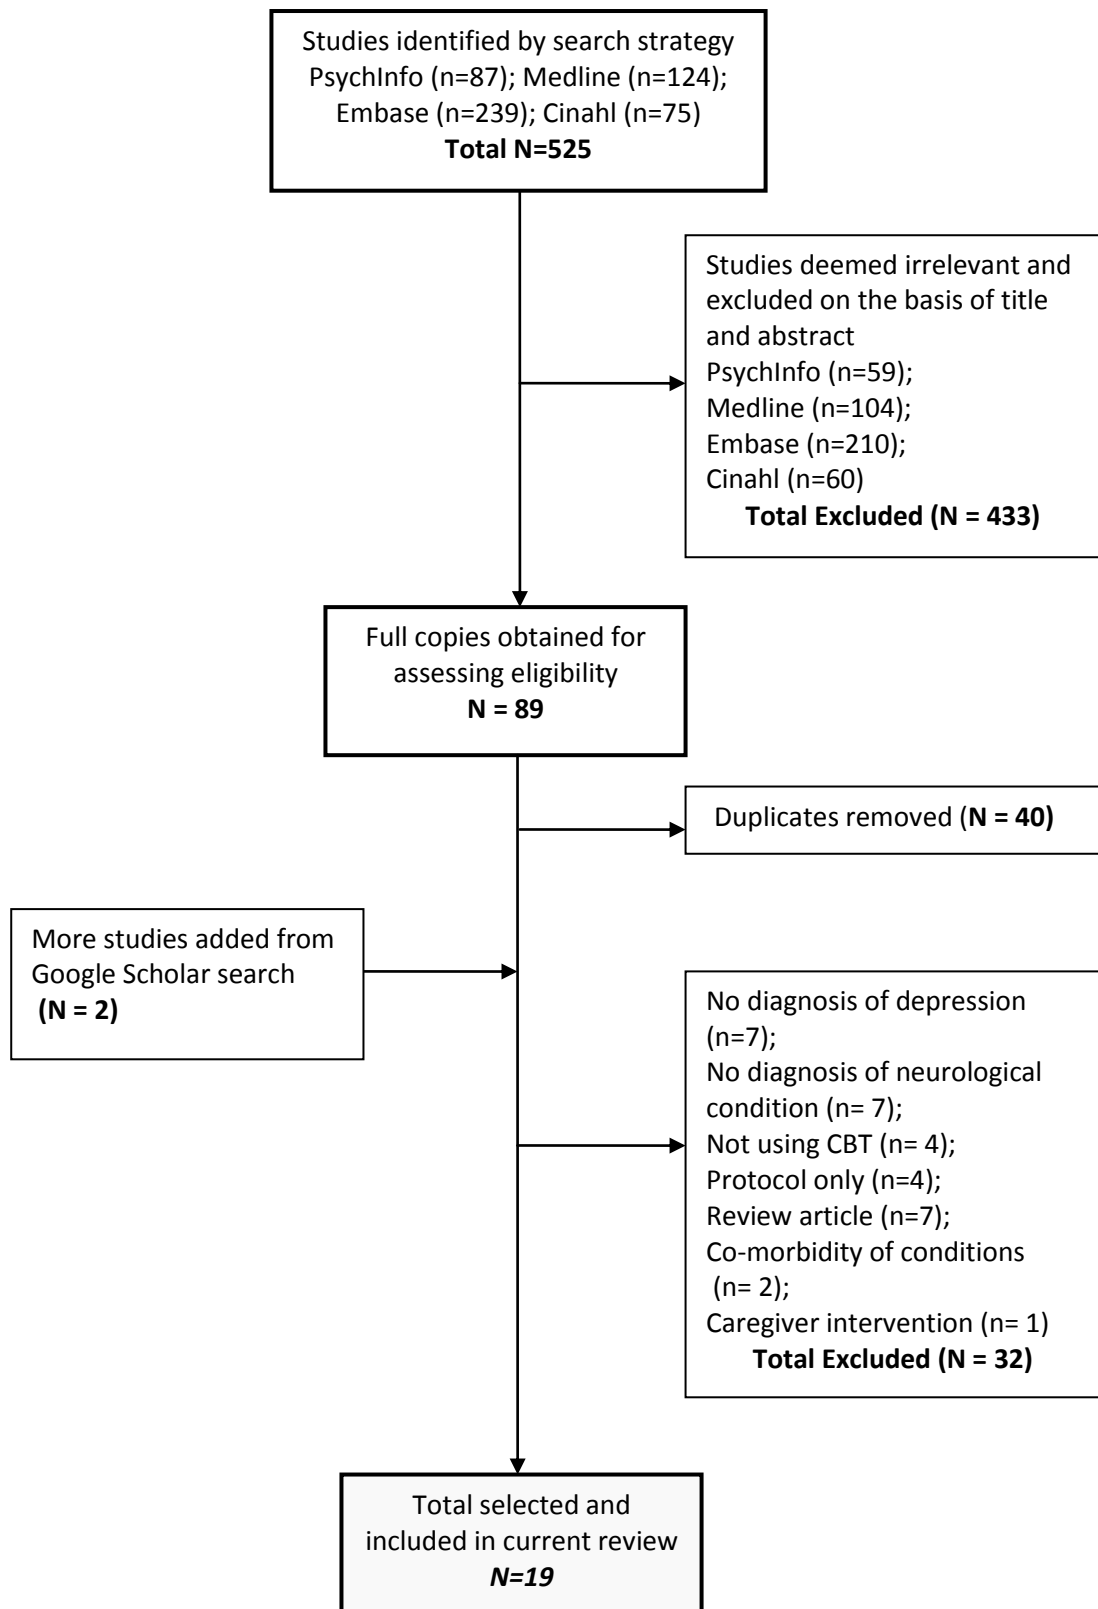 Studies identified by search strategy
PsychInfo (n=87); Medline (n=124);
Embase (n=239); Cinahl (n=75)
Total N=525
Studies deemed irrelevant and
excluded on the basis of title
and abstract
PsychInfo (n=59);
Medline (n=104);
Embase (n=210);
Cinahl (n=60)
Total Excluded (N = 433)
Full copies obtained for
assessing eligibility
N = 89
Duplicates removed (N = 40)
More studies added from
Google Scholar search
(N = 2)
No diagnosis of depression
(n=7);
No diagnosis of neurological
condition (n= 7);
Not using CBT (n= 4);
Protocol only (n=4);
Review article (n=7);
Co-morbidity of conditions
(n= 2);
Caregiver intervention (n= 1)
Total Excluded (N = 32)
Total selected and
included in current review
N=19